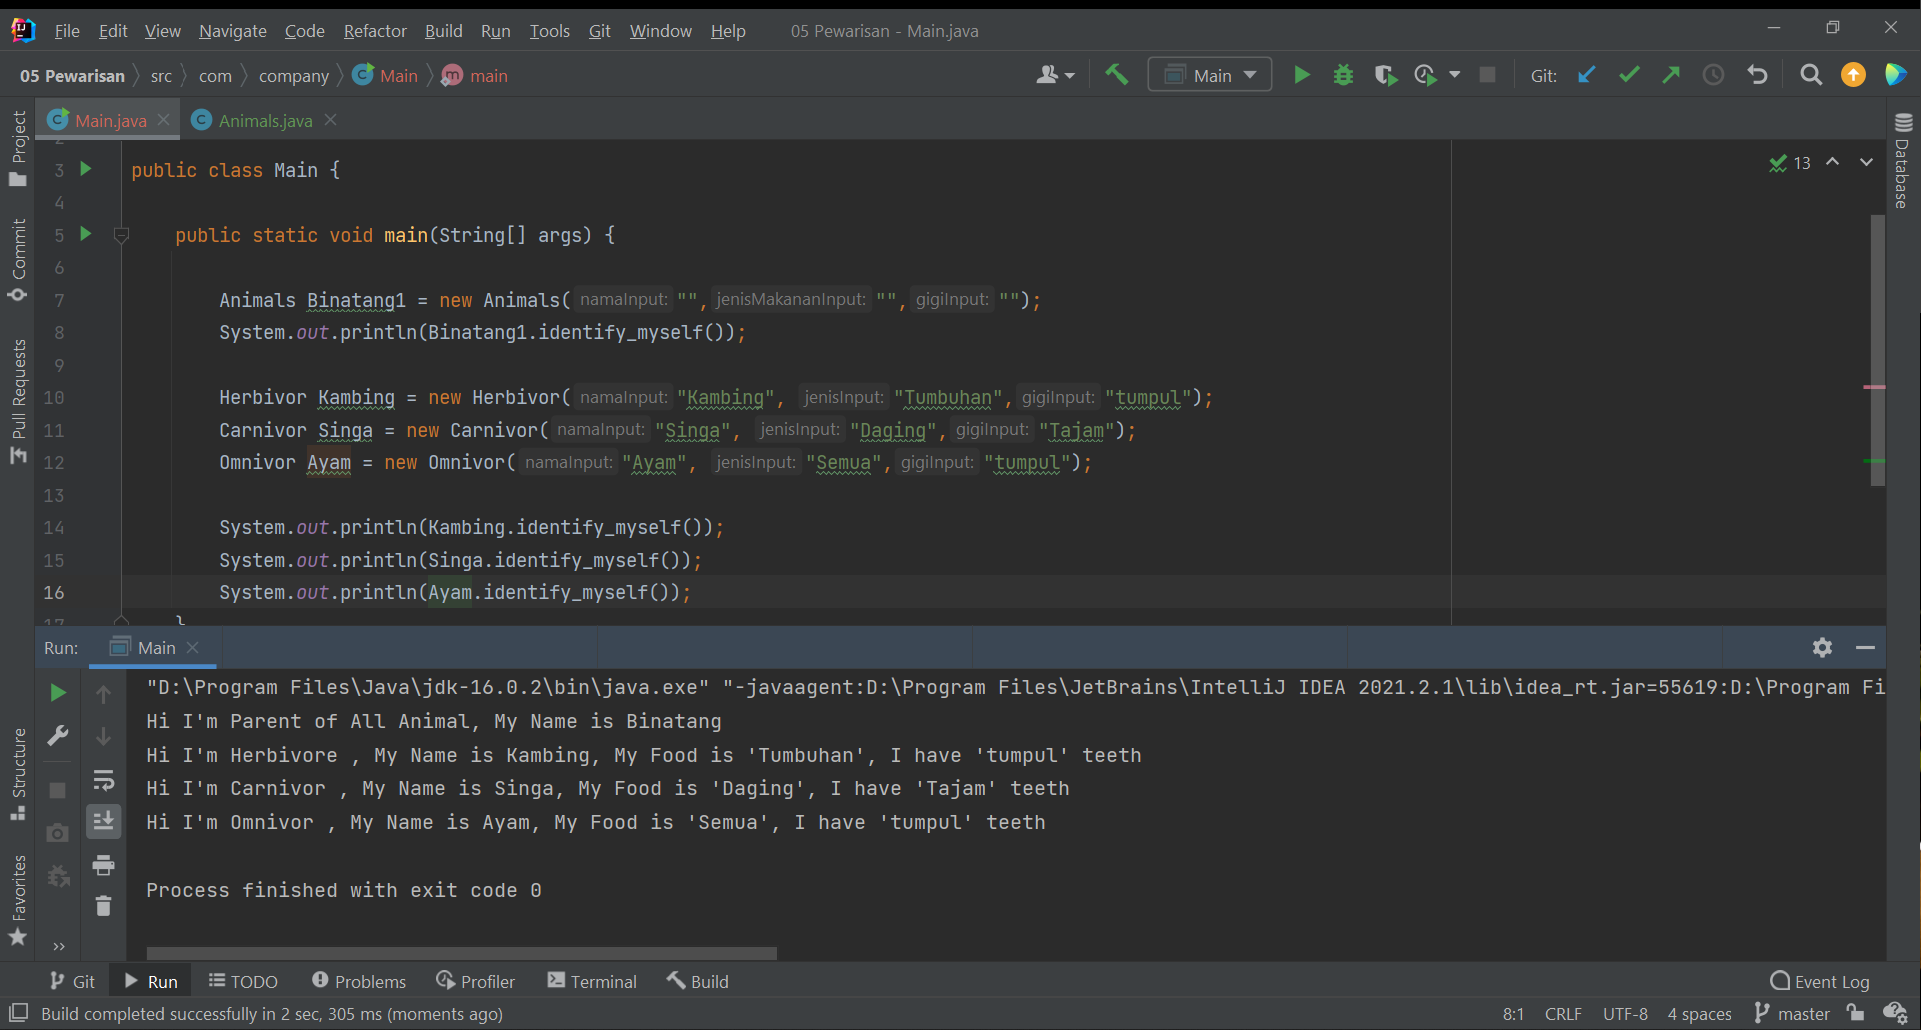 File Edit View Navigate Code Refactor Build Run Tools Git Window Help 05 Pewarisan - Main.java
05 Pewarisan src com company Main main Main Git:
Main.java Animals.java
3 public class Main { 13
4
5 public static void main(String[] args) {
6
7 Animals Binatang1 = new Animals( namaInput: "", jenisMakananInput: "", gigiInput: "");
8 System.out.println(Binatang1.identify_myself());
9
10 Herbivor Kambing = new Herbivor( namaInput: "Kambing", jenisInput: "Tumbuhan", gigiInput: "tumpul");
11 Carnivor Singa = new Carnivor( namaInput: "Singa", jenisInput: "Daging", gigiInput: "Tajam");
12 Omnivor Ayam = new Omnivor( namaInput: "Ayam", jenisInput: "Semua", gigiInput: "tumpul");
13
14 System.out.println(Kambing.identify_myself());
15 System.out.println(Singa.identify_myself());
16 System.out.println(Ayam.identify_myself());
17 }
Project
Commit
Pull Requests
Structure
Favorites
Database
Run: Main
"D:\Program Files\Java\jdk-16.0.2\bin\java.exe" "-javaagent:D:\Program Files\JetBrains\IntelliJ IDEA 2021.2.1\lib\idea_rt.jar=55619:D:\Program Fi
Hi I'm Parent of All Animal, My Name is Binatang
Hi I'm Herbivore , My Name is Kambing, My Food is 'Tumbuhan', I have 'tumpul' teeth
Hi I'm Carnivor , My Name is Singa, My Food is 'Daging', I have 'Tajam' teeth
Hi I'm Omnivor , My Name is Ayam, My Food is 'Semua', I have 'tumpul' teeth
Process finished with exit code 0
Git Run TODO Problems Profiler Terminal Build Event Log
Build completed successfully in 2 sec, 305 ms (moments ago) 8:1 CRLF UTF-8 4 spaces master